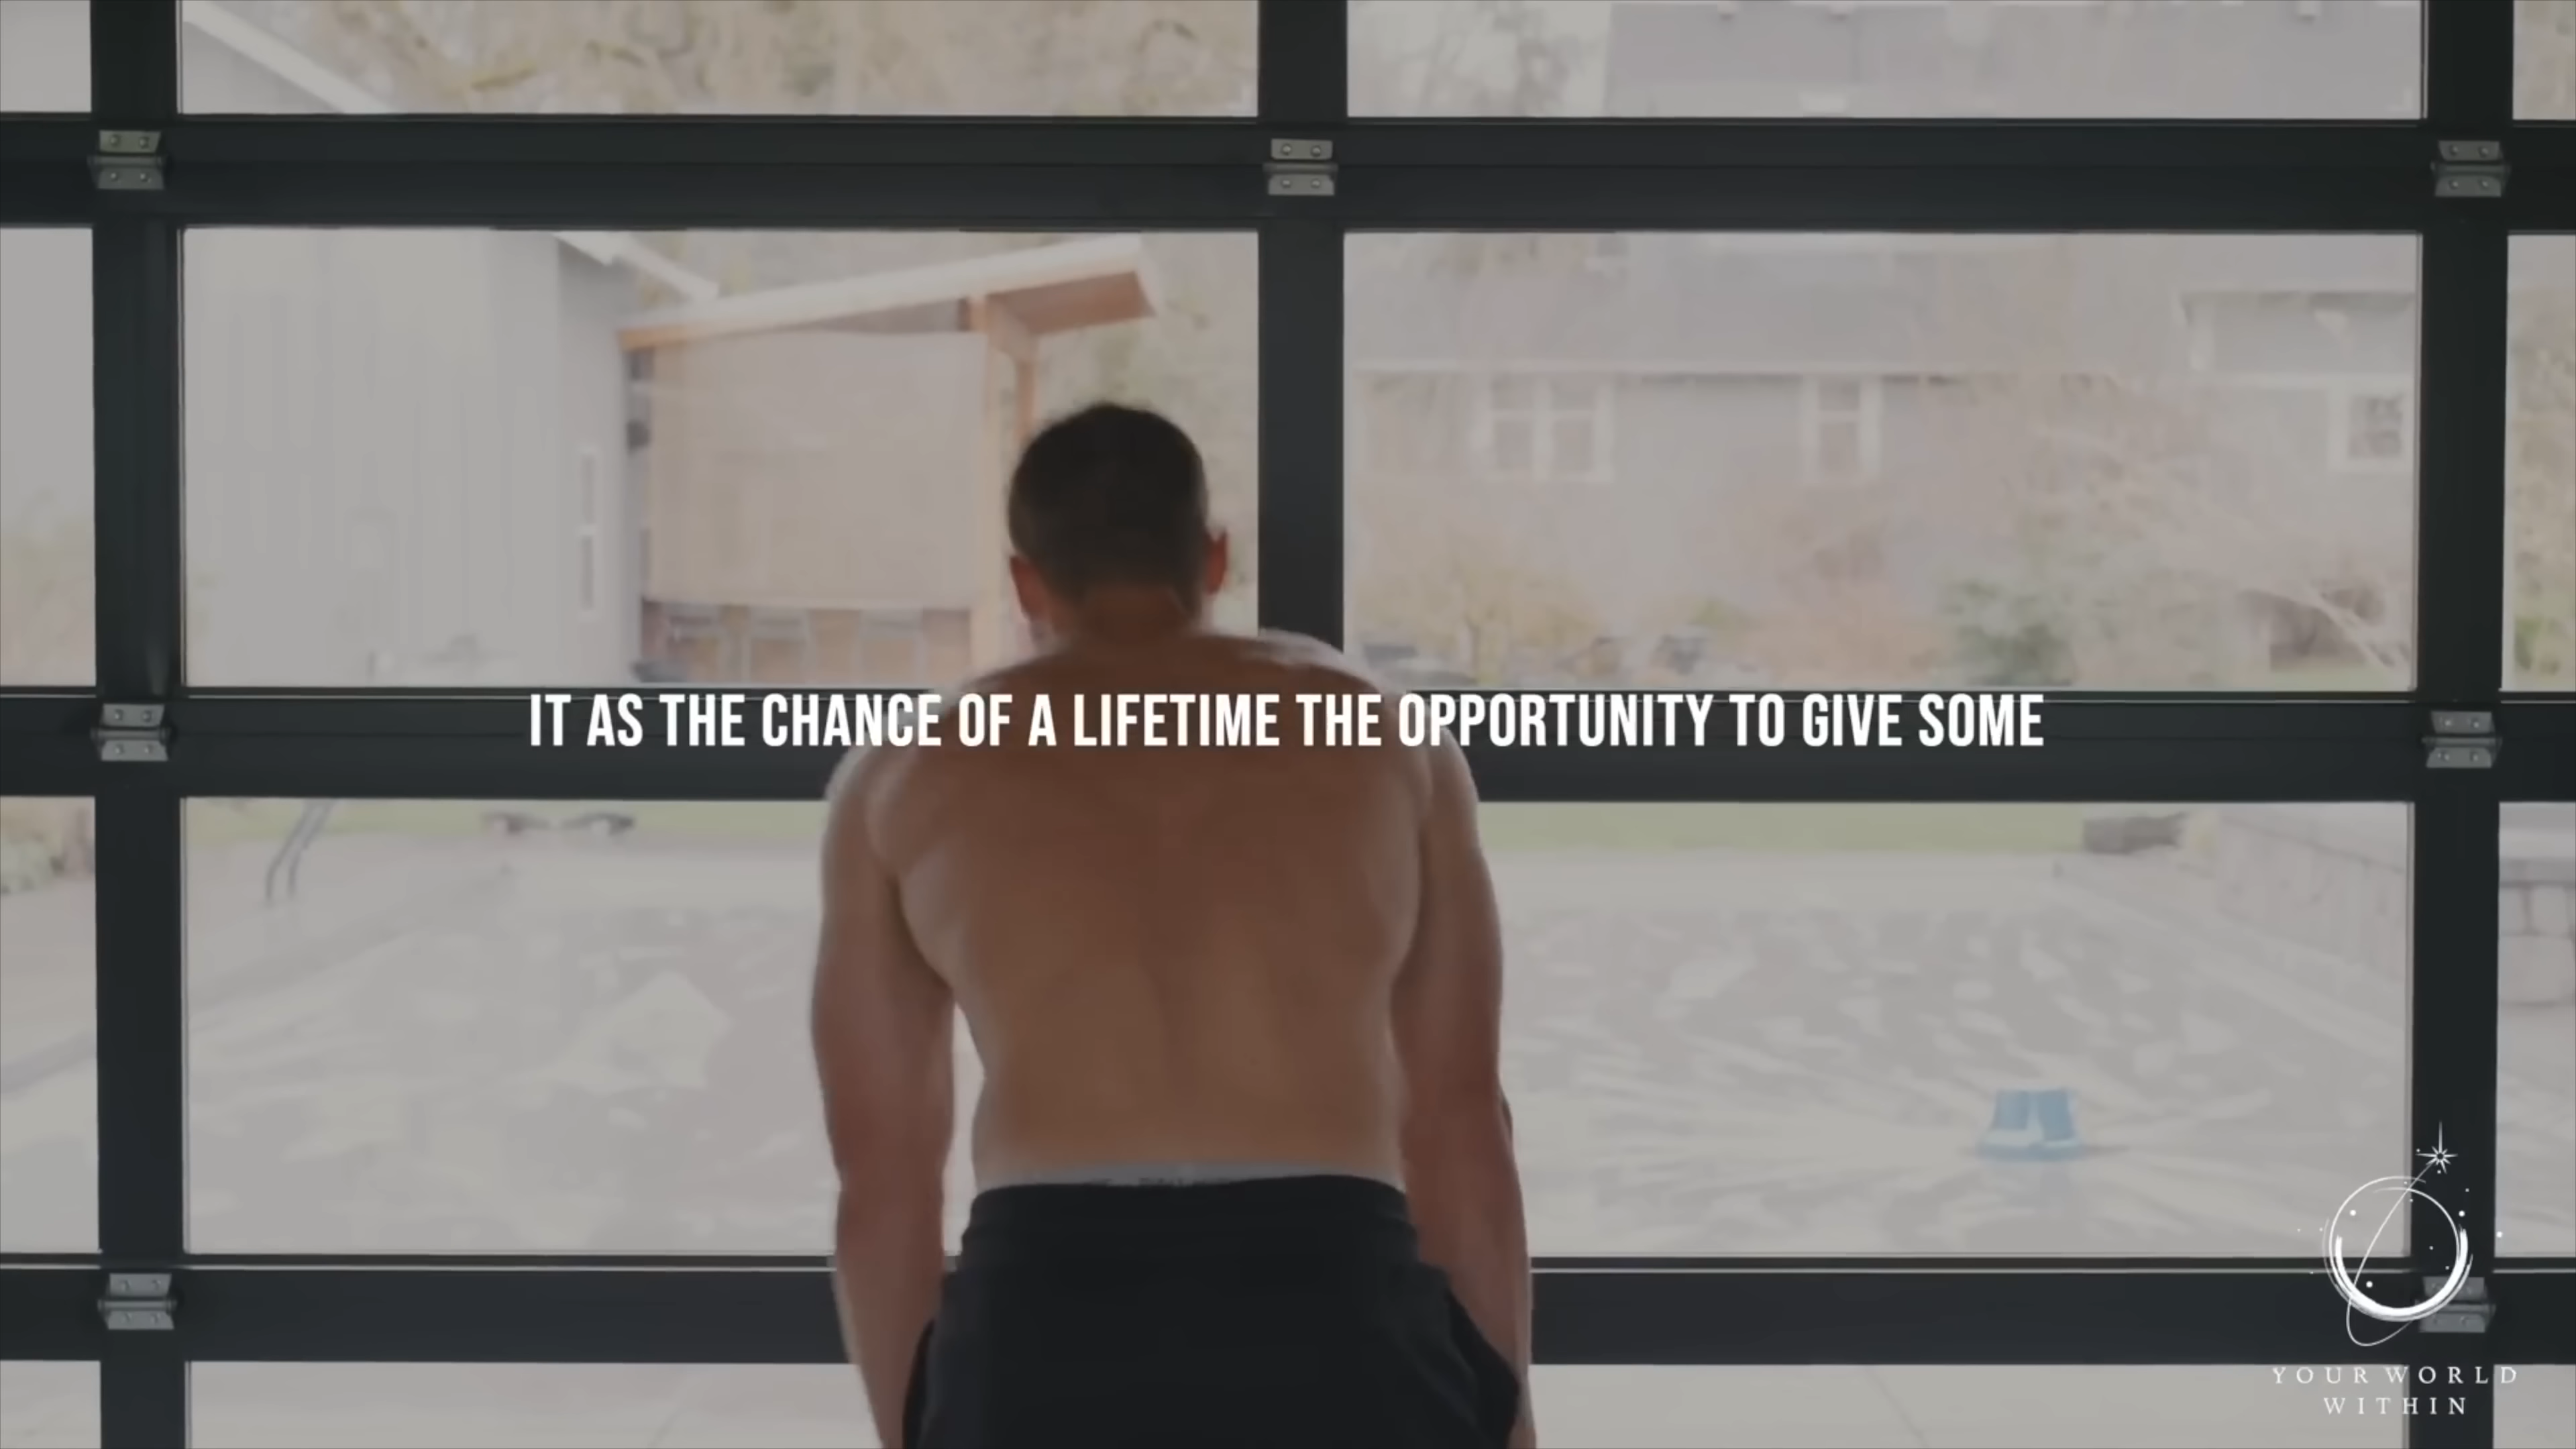 IT AS THE CHANCE OF A LIFETIME THE OPPORTUNITY TO GIVE SOME
YOUR WORLD
WITHIN